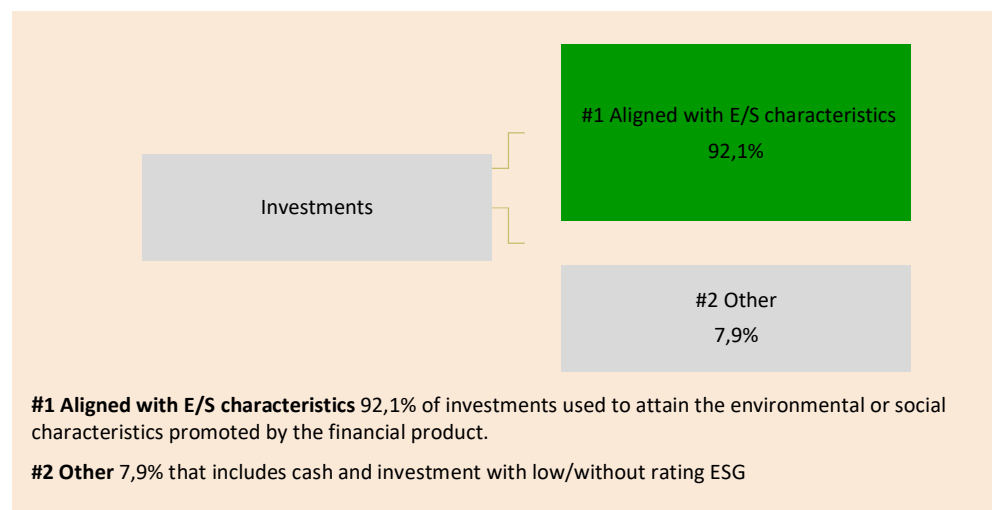 #1 Aligned with E/S characteristics
92,1%
Investments
#2 Other
7,9%
#1 Aligned with E/S characteristics 92,1% of investments used to attain the environmental or social
characteristics promoted by the financial product.
#2 Other 7,9% that includes cash and investment with low/without rating ESG